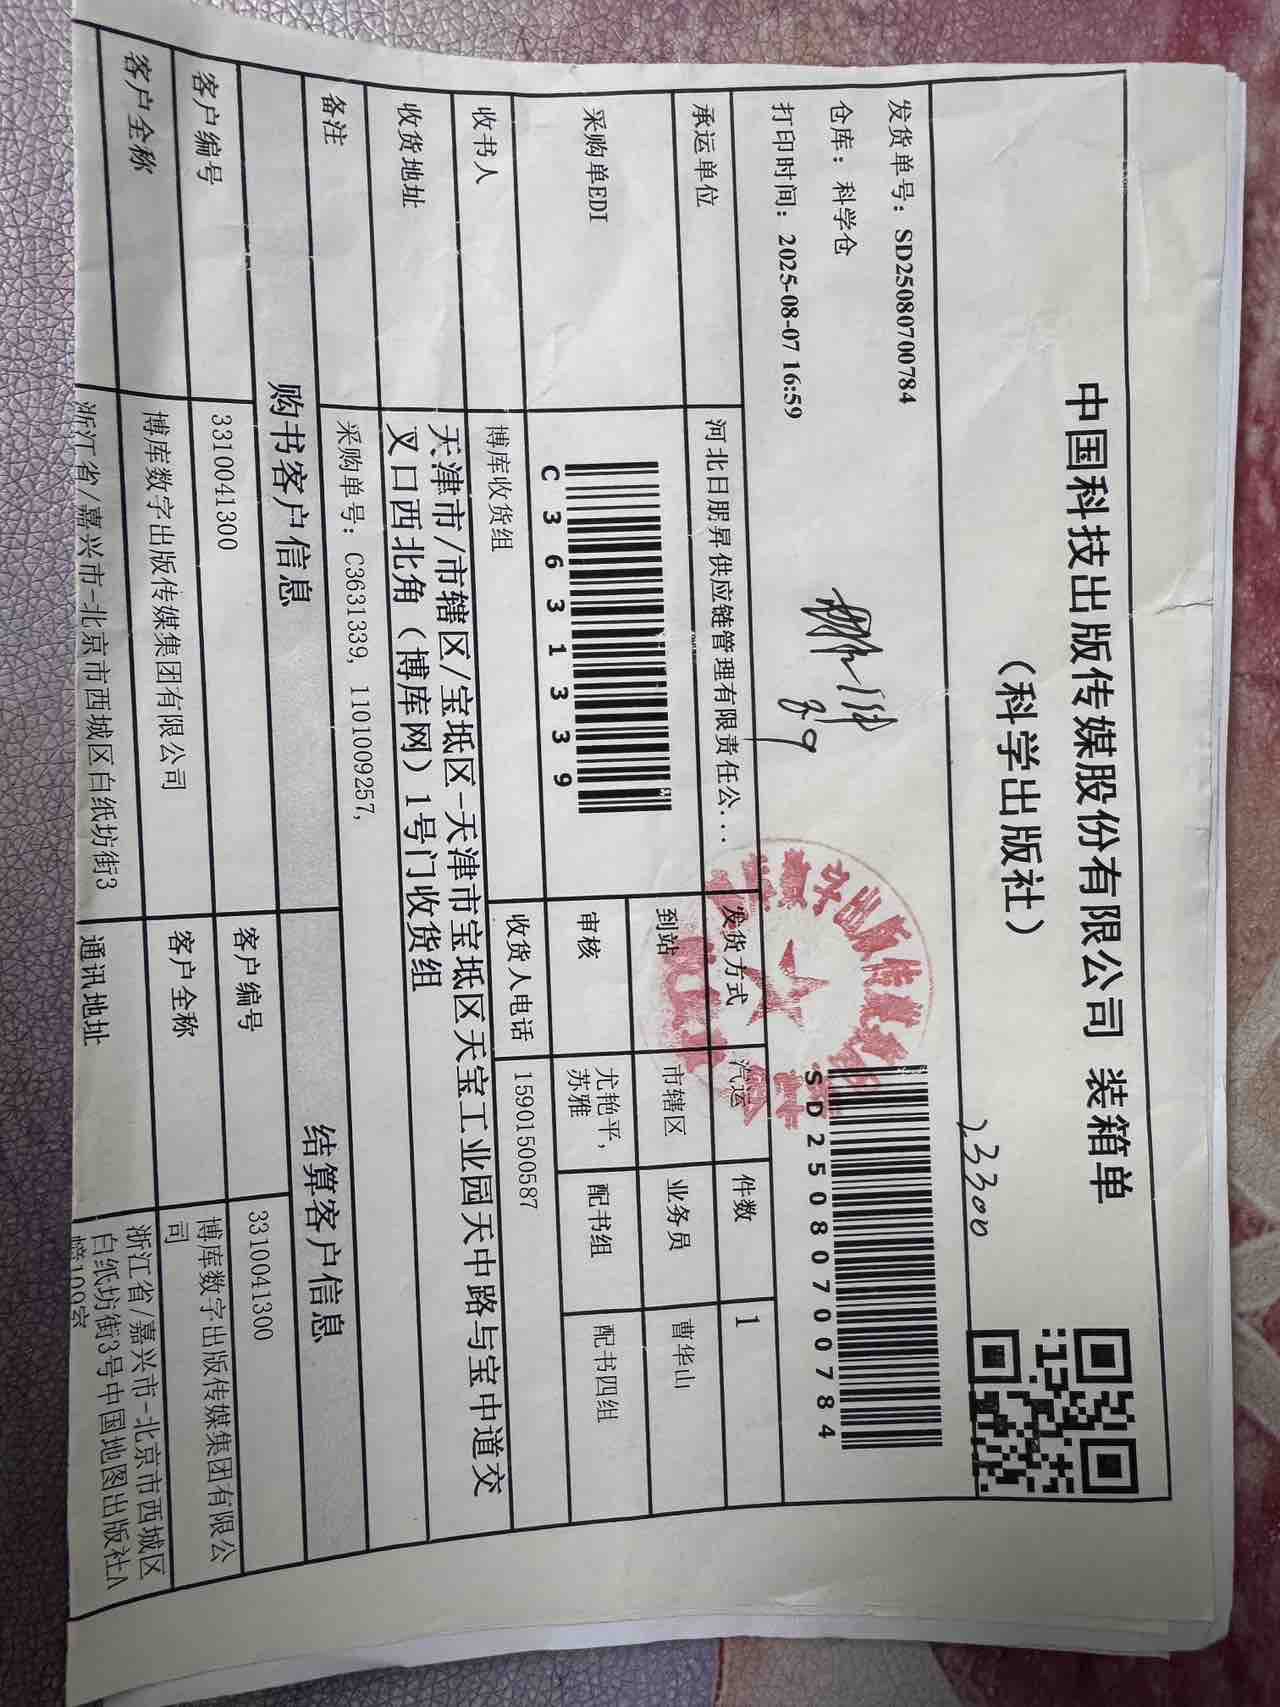 中国科技出版传媒股份有限公司 装箱单
（科学出版社）
23300
发货单号: SD25080700784
仓库: 科学仓
打印时间: 2025-08-07 16:59
SD25080700784
承运单位 河北日朋昇供应链管理有限责任公... 发货方式 汽运 件数 1
采购单EDI C3631339 到站 市辖区 业务员 曹华山
审核 尤艳平, 苏雅 配书组 配书四组
收书人 博库收货组 收货人电话 15901500587
收货地址 天津市/市辖区/宝坻区-天津市宝坻区天宝工业园天中路与宝中道交
叉口西北角（博库网）1号门收货组
备注 采购单号: C3631339, 1101009257,
购书客户信息 结算客户信息
客户编号 3310041300 客户编号 3310041300
客户全称 博库数字出版传媒集团有限公司 客户全称 博库数字出版传媒集团有限公
司
浙江省/嘉兴市-北京市西城区白纸坊街3 通讯地址 浙江省/嘉兴市-北京市西城区
白纸坊街3号中国地图出版社A